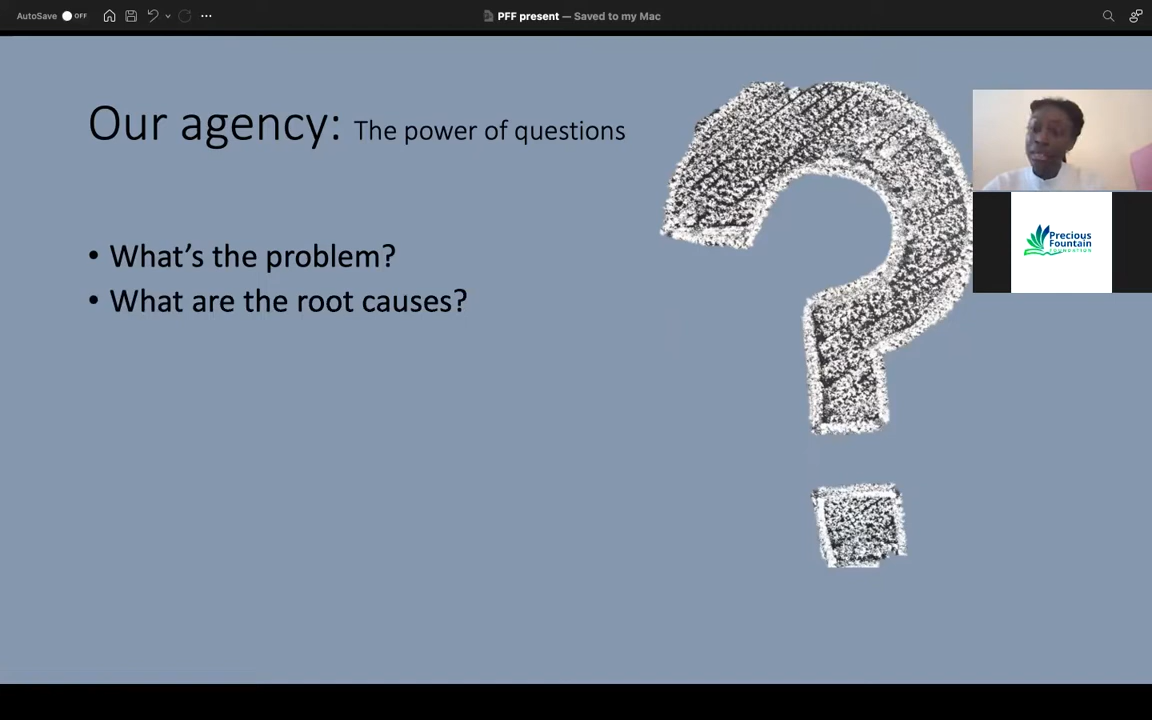 AutoSave OFF
PFF present — Saved to my Mac
Our agency: The power of questions
• What’s the problem?
• What are the root causes?
Precious
Fountain
FOUNDATION